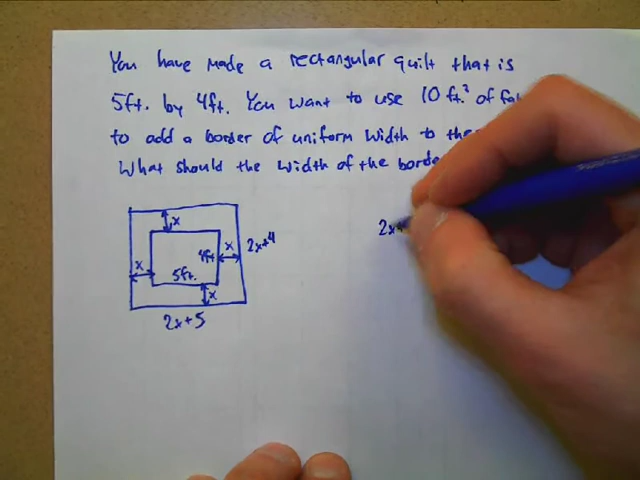 You have made a rectangular quilt that is
5ft. by 4ft. You want to use 10 ft.² of
to add a border of uniform width to
What should the width of the
x
x
4ft
2x+4
x
5ft.
x
2x+5
2x